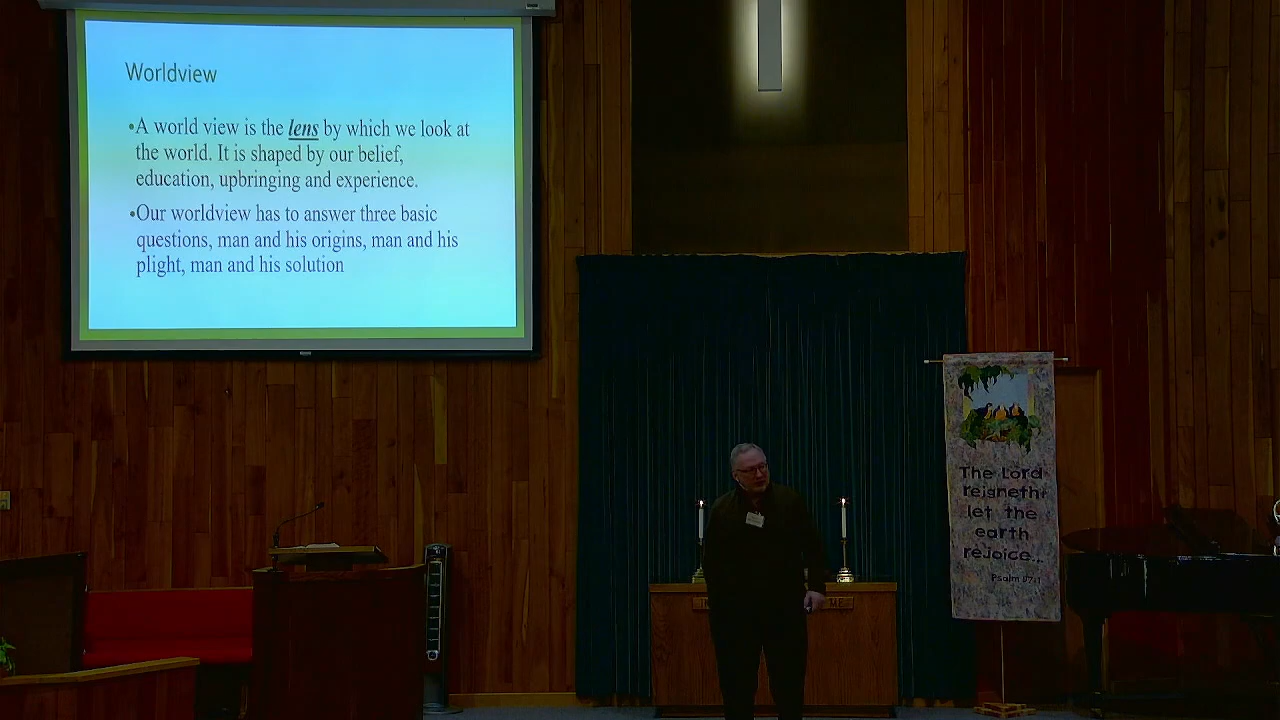 Worldview
•A world view is the lens by which we look at
the world. It is shaped by our belief,
education, upbringing and experience.
•Our worldview has to answer three basic
questions, man and his origins, man and his
plight, man and his solution
The Lord
reigneth
let the
earth
rejoice...
Psalm 97:1
ME